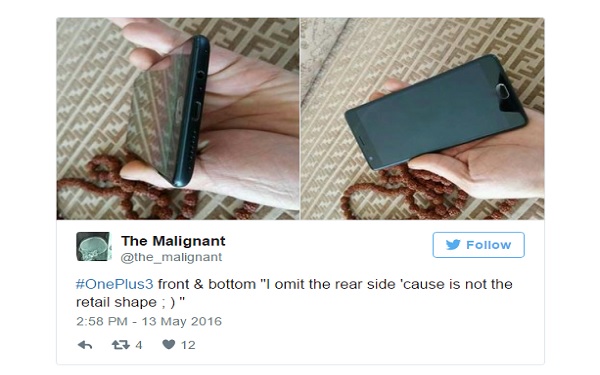 The Malignant
@the_malignant
Follow
#OnePlus3 front & bottom "I omit the rear side 'cause is not the
retail shape ; ) "
2:58 PM - 13 May 2016
4 12